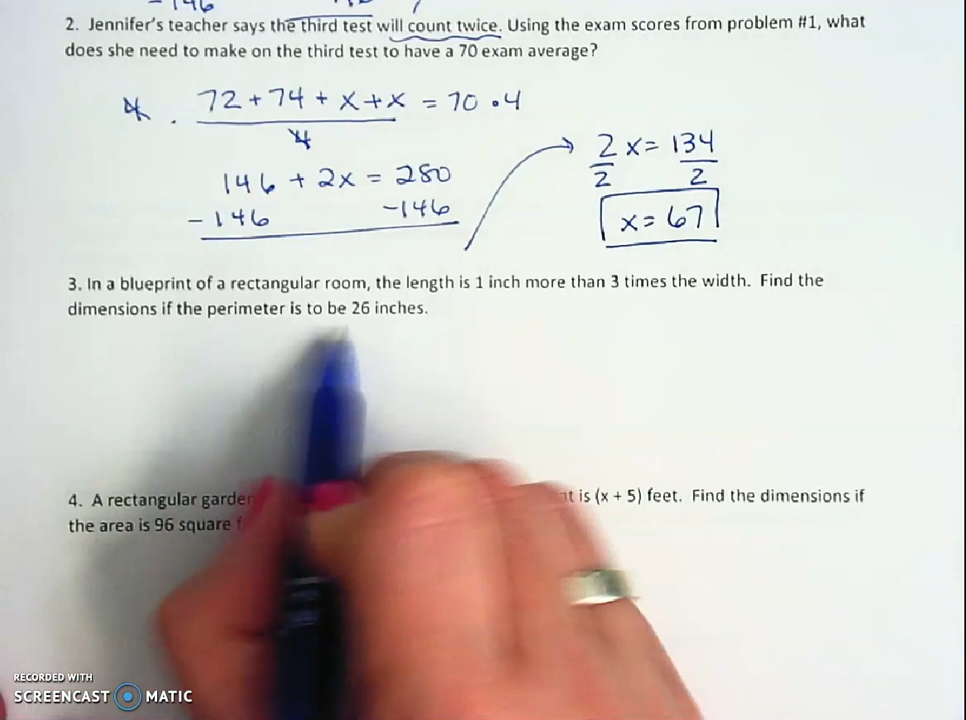 - 146
2. Jennifer's teacher says the third test will count twice. Using the exam scores from problem #1, what
does she need to make on the third test to have a 70 exam average?
4 · 72 + 74 + x + x = 70 • 4
4
146 + 2x = 280
- 146 - 146
2x = 134
2 2
x = 67
3. In a blueprint of a rectangular room, the length is 1 inch more than 3 times the width. Find the
dimensions if the perimeter is to be 26 inches.
4. A rectangular garden is (x + 5) feet. Find the dimensions if
the area is 96 square
RECORDED WITH
SCREENCAST MATIC